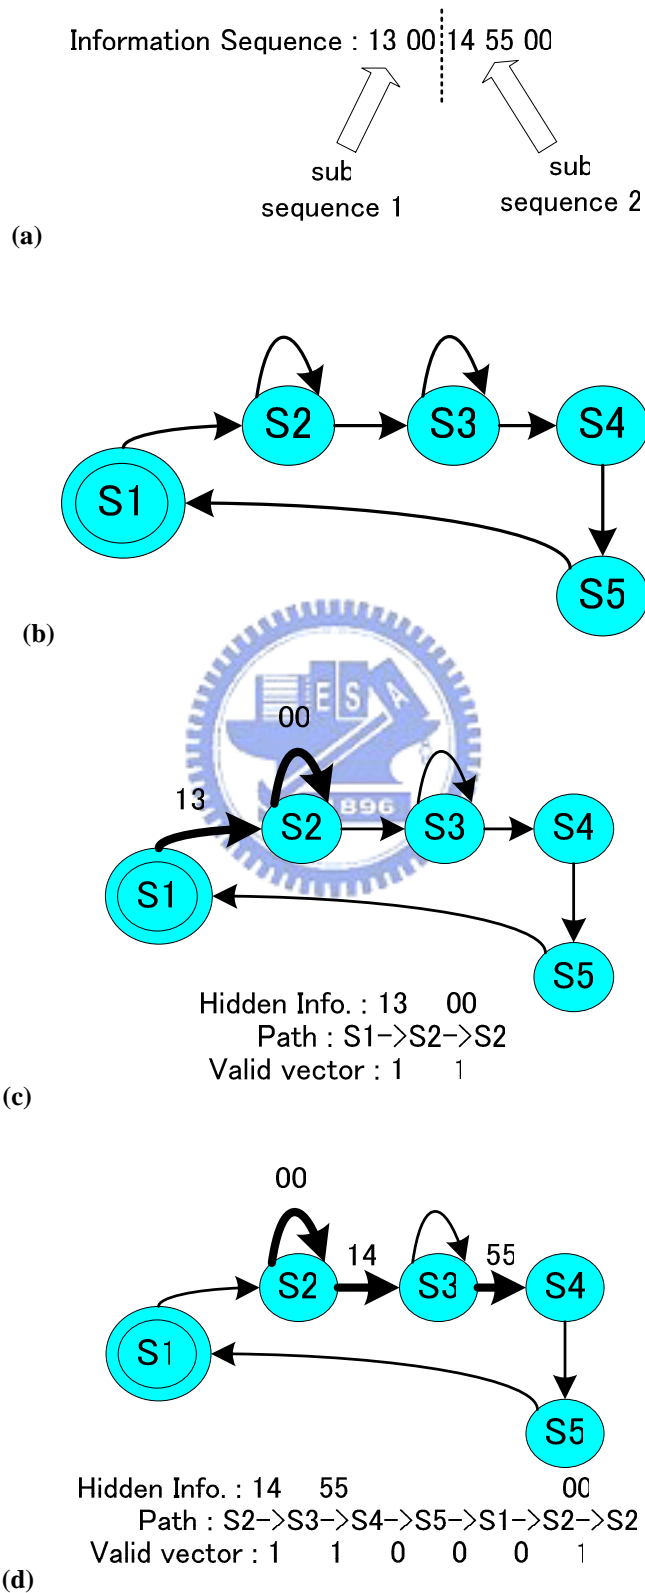 Information Sequence : 13 00 14 55 00
sub
sequence 1
sub
sequence 2
(a)
S2
S3
S4
S1
S5
(b)
E S A
896
00
13
S2
S3
S4
S1
S5
Hidden Info. : 13 00
Path : S1->S2->S2
Valid vector : 1 1
(c)
00
14
55
S2
S3
S4
S1
S5
Hidden Info. : 14 55 00
Path : S2->S3->S4->S5->S1->S2->S2
Valid vector : 1 1 0 0 0 1
(d)